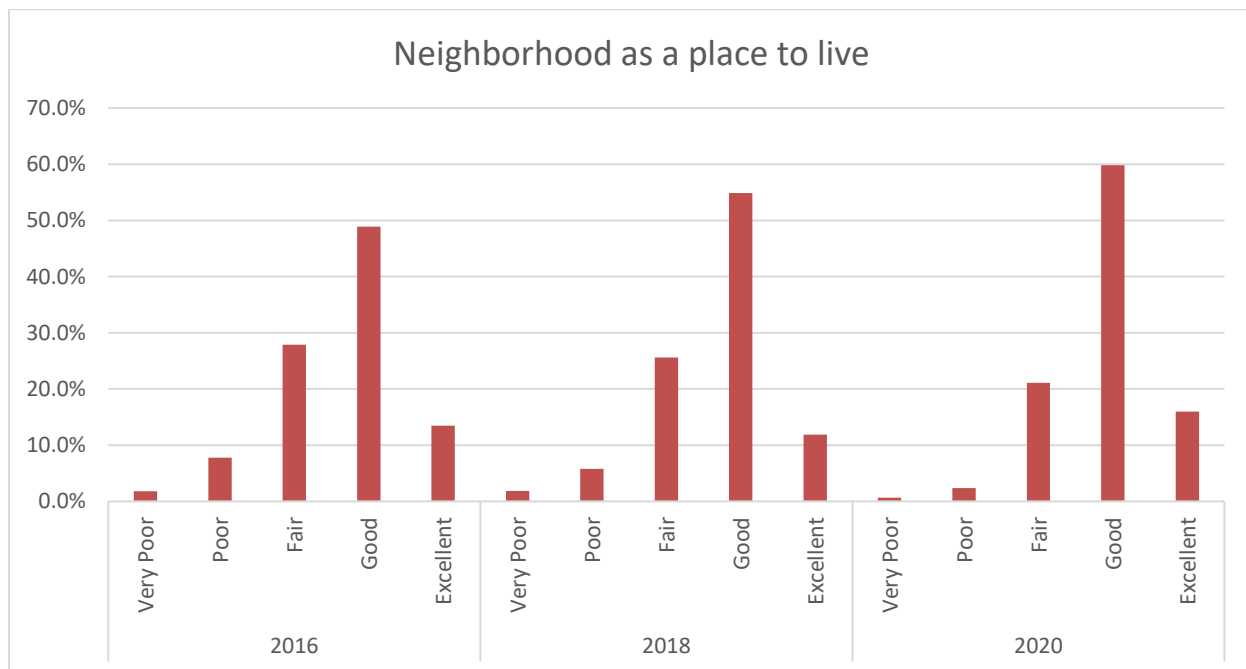 Neighborhood as a place to live
70.0%
60.0%
50.0%
40.0%
30.0%
20.0%
10.0%
0.0%
Very Poor
Poor
Fair
Good
Excellent
Very Poor
Poor
Fair
Good
Excellent
Very Poor
Poor
Fair
Good
Excellent
2016
2018
2020